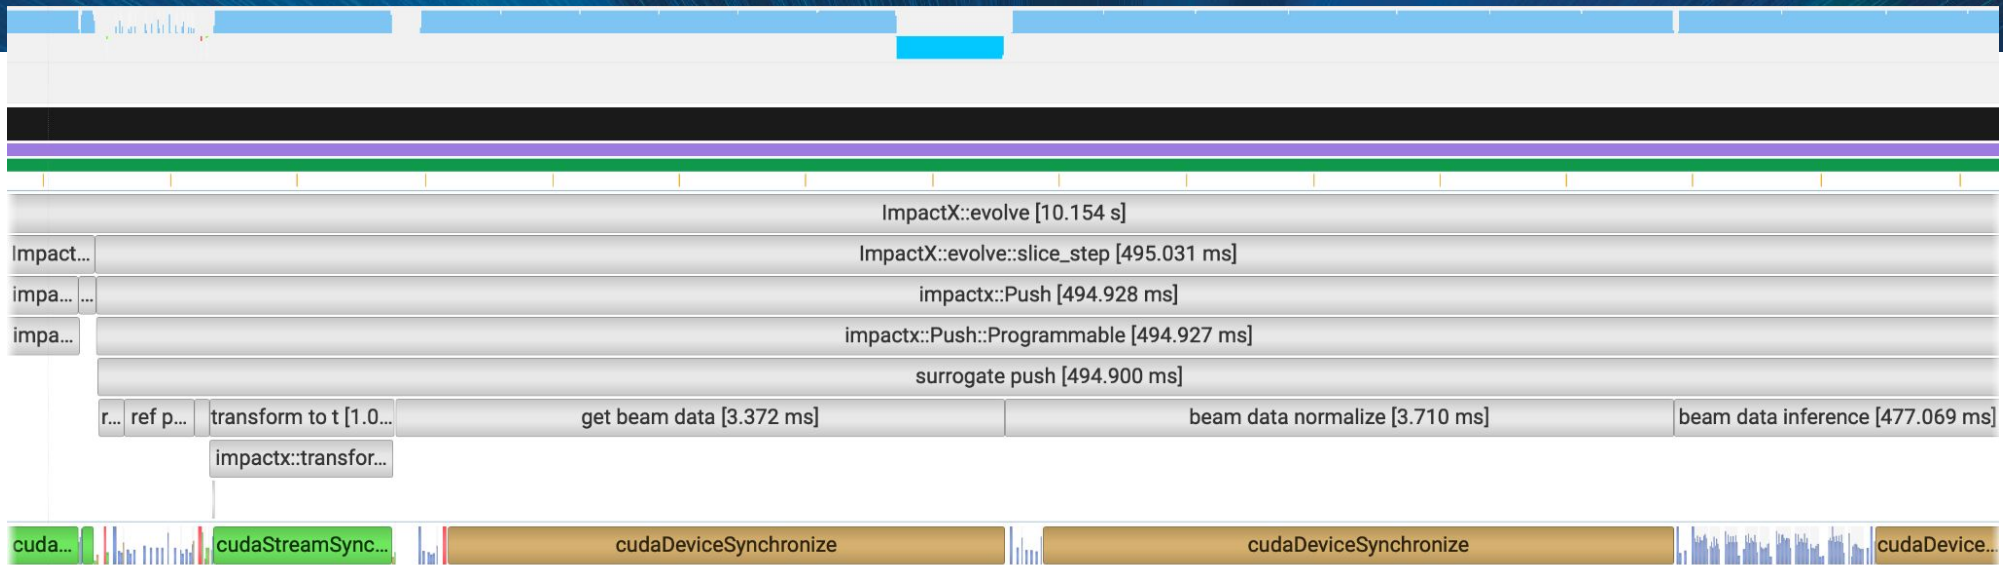 ImpactX::evolve [10.154 s]
Impact... ImpactX::evolve::slice_step [495.031 ms]
impa... ... impactx::Push [494.928 ms]
impa... impactx::Push::Programmable [494.927 ms]
surrogate push [494.900 ms]
r... ref p... transform to t [1.0... get beam data [3.372 ms] beam data normalize [3.710 ms] beam data inference [477.069 ms]
impactx::transfor...
cuda... cudaStreamSync... cudaDeviceSynchronize cudaDeviceSynchronize cudaDevice...